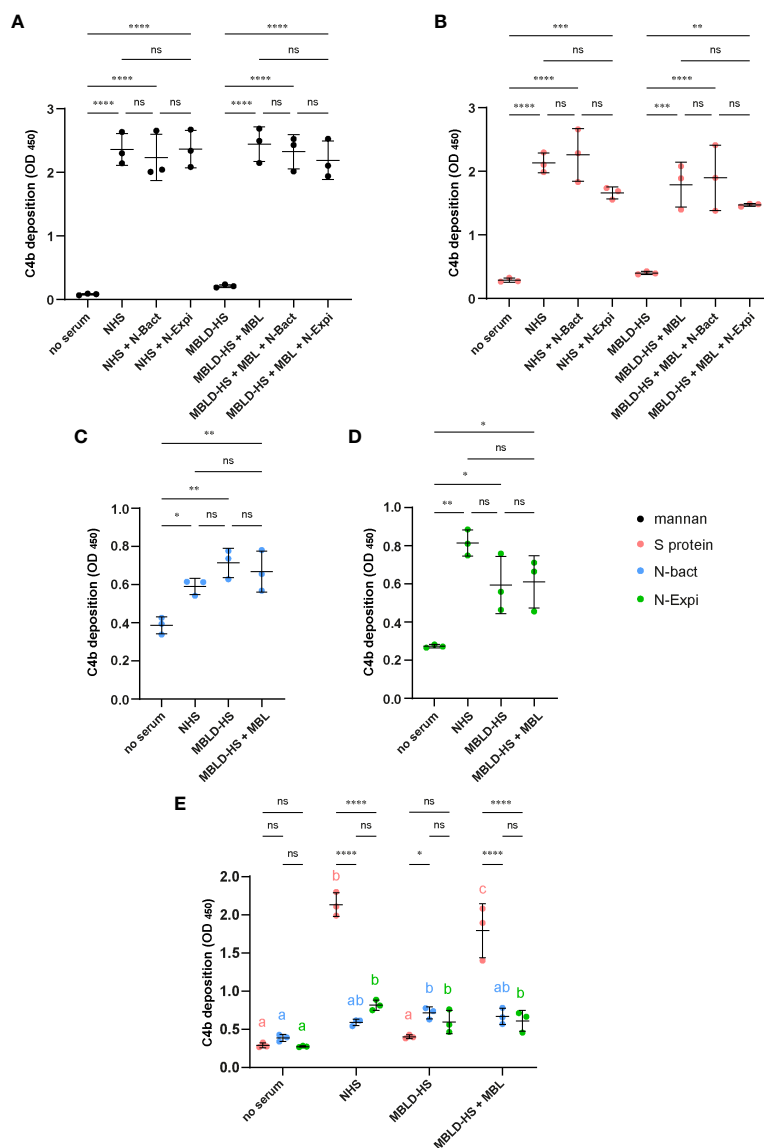 A
****
****
ns
ns
****
****
****
ns
ns
****
ns
ns
C4b deposition (OD 450)
3
2
1
0
no serum
NHS
NHS + N-Bact
NHS + N-Expi
MBLD-HS
MBLD-HS + MBL
MBLD-HS + MBL + N-Bact
MBLD-HS + MBL + N-Expi
B
***
**
ns
ns
****
****
****
ns
ns
***
ns
ns
C4b deposition (OD 450)
3
2
1
0
no serum
NHS
NHS + N-Bact
NHS + N-Expi
MBLD-HS
MBLD-HS + MBL
MBLD-HS + MBL + N-Bact
MBLD-HS + MBL + N-Expi
C
**
ns
**
*
ns
ns
C4b deposition (OD 450)
1.0
0.8
0.6
0.4
0.2
0.0
no serum
NHS
MBLD-HS
MBLD-HS + MBL
D
*
ns
*
**
ns
ns
C4b deposition (OD 450)
1.0
0.8
0.6
0.4
0.2
0.0
no serum
NHS
MBLD-HS
MBLD-HS + MBL
mannan
S protein
N-bact
N-Expi
E
ns
****
ns
****
ns
ns
ns
ns
ns
****
*
****
C4b deposition (OD 450)
2.0
2.0
1.5
1.0
0.5
0.0
a
a
a
b
ab
b
a
b
b
c
ab
b
no serum
NHS
MBLD-HS
MBLD-HS + MBL